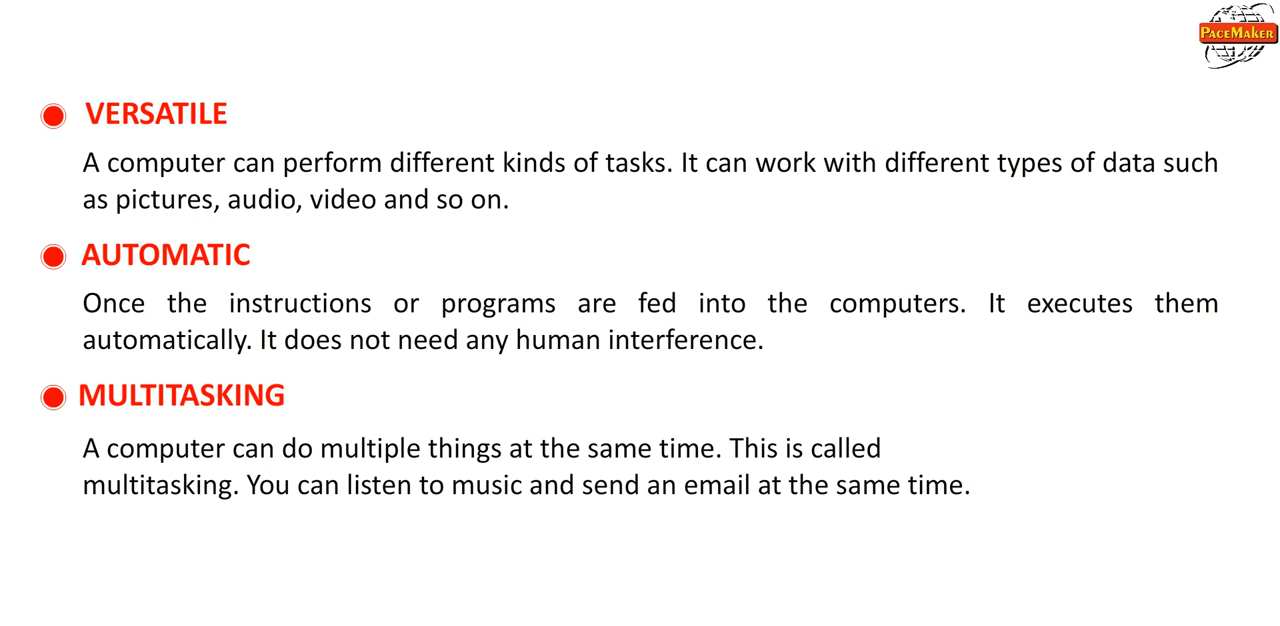 PACEMAKER
VERSATILE
A computer can perform different kinds of tasks. It can work with different types of data such
as pictures, audio, video and so on.
AUTOMATIC
Once the instructions or programs are fed into the computers. It executes them
automatically. It does not need any human interference.
MULTITASKING
A computer can do multiple things at the same time. This is called
multitasking. You can listen to music and send an email at the same time.